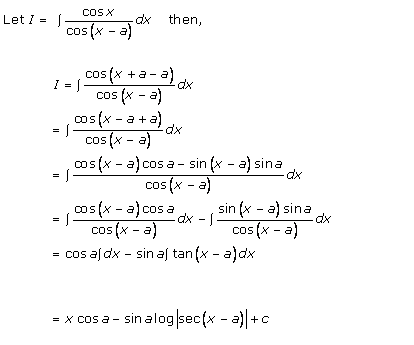 Let I = ∫ cos x / cos(x − a) dx then,
I = ∫ cos(x + a − a) / cos(x − a) dx
= ∫ cos(x − a + a) / cos(x − a) dx
= ∫ cos(x − a) cos a − sin(x − a) sin a / cos(x − a) dx
= ∫ cos(x − a) cos a / cos(x − a) dx − ∫ sin(x − a) sin a / cos(x − a) dx
= cos a ∫ dx − sin a ∫ tan(x − a) dx
= x cos a − sin a log|sec(x − a)| + c